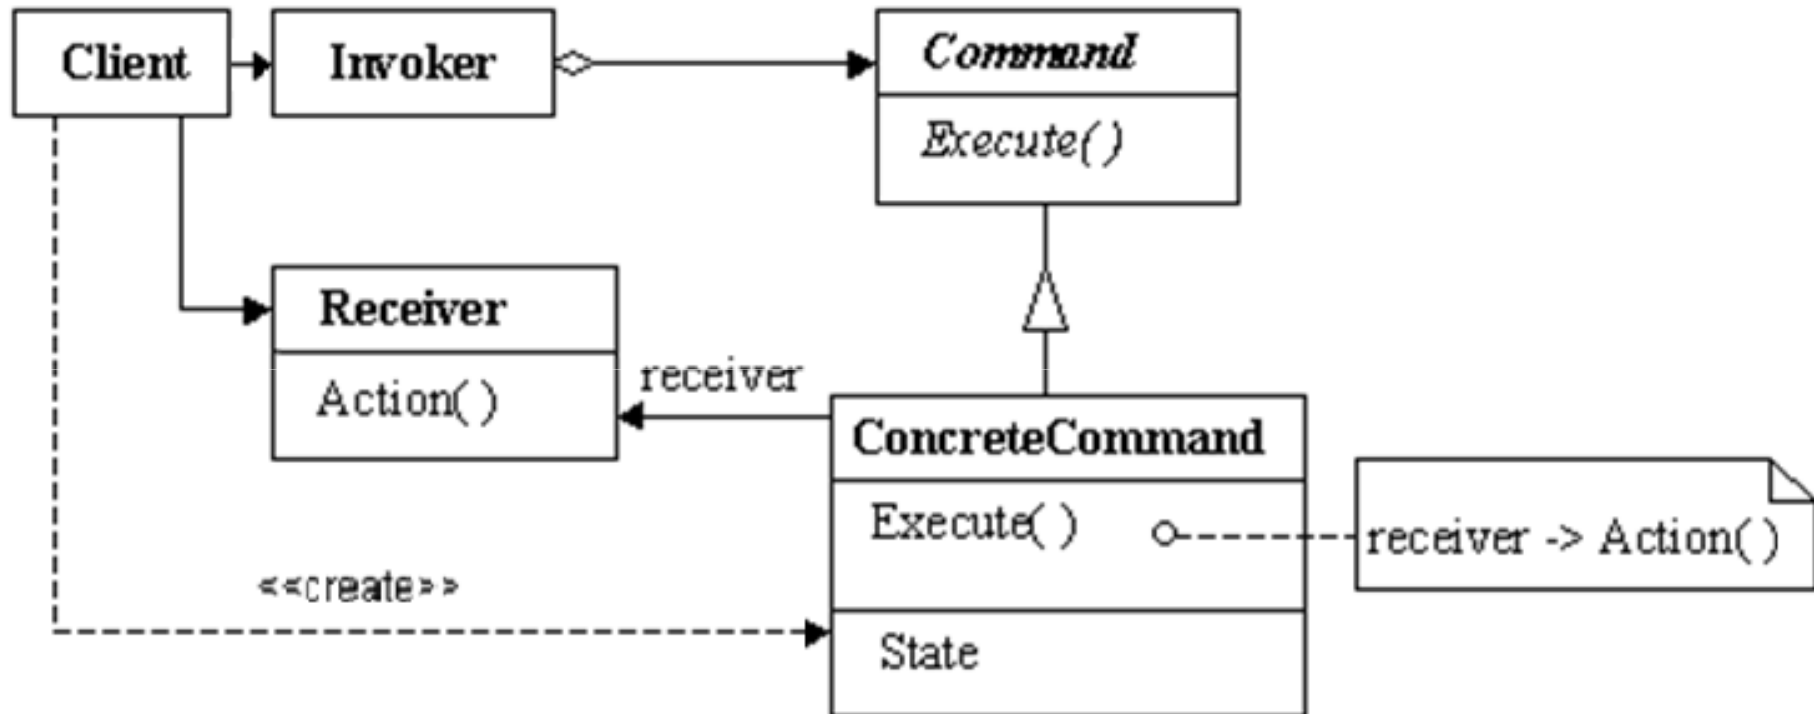 Client
Invoker
Command
Execute()
Receiver
Action()
receiver
ConcreteCommand
Execute()
receiver -> Action()
<<create>>
State